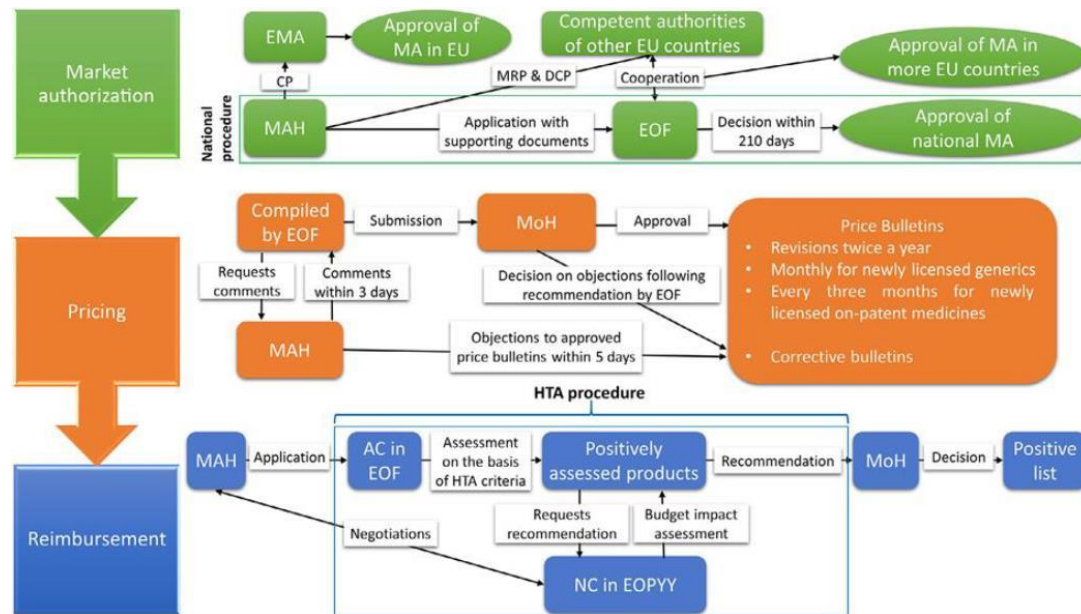 Market
authorization
EMA
Approval of
MA in EU
Competent authorities
of other EU countries
Approval of MA in
more EU countries
CP
MRP & DCP
Cooperation
National
procedure
MAH
Application with
supporting documents
EOF
Decision within
210 days
Approval of
national MA
Pricing
Compiled
by EOF
Submission
MoH
Approval
Requests
comments
Comments
within 3 days
Decision on objections following
recommendation by EOF
MAH
Objections to approved
price bulletins within 5 days
Price Bulletins
• Revisions twice a year
• Monthly for newly licensed generics
• Every three months for newly
licensed on-patent medicines
• Corrective bulletins
HTA procedure
Reimbursement
MAH
Application
AC in
EOF
Assessment
on the basis
of HTA criteria
Positively
assessed products
Recommendation
MoH
Decision
Positive
list
Negotiations
Requests
recommendation
Budget impact
assessment
NC in EOPYY